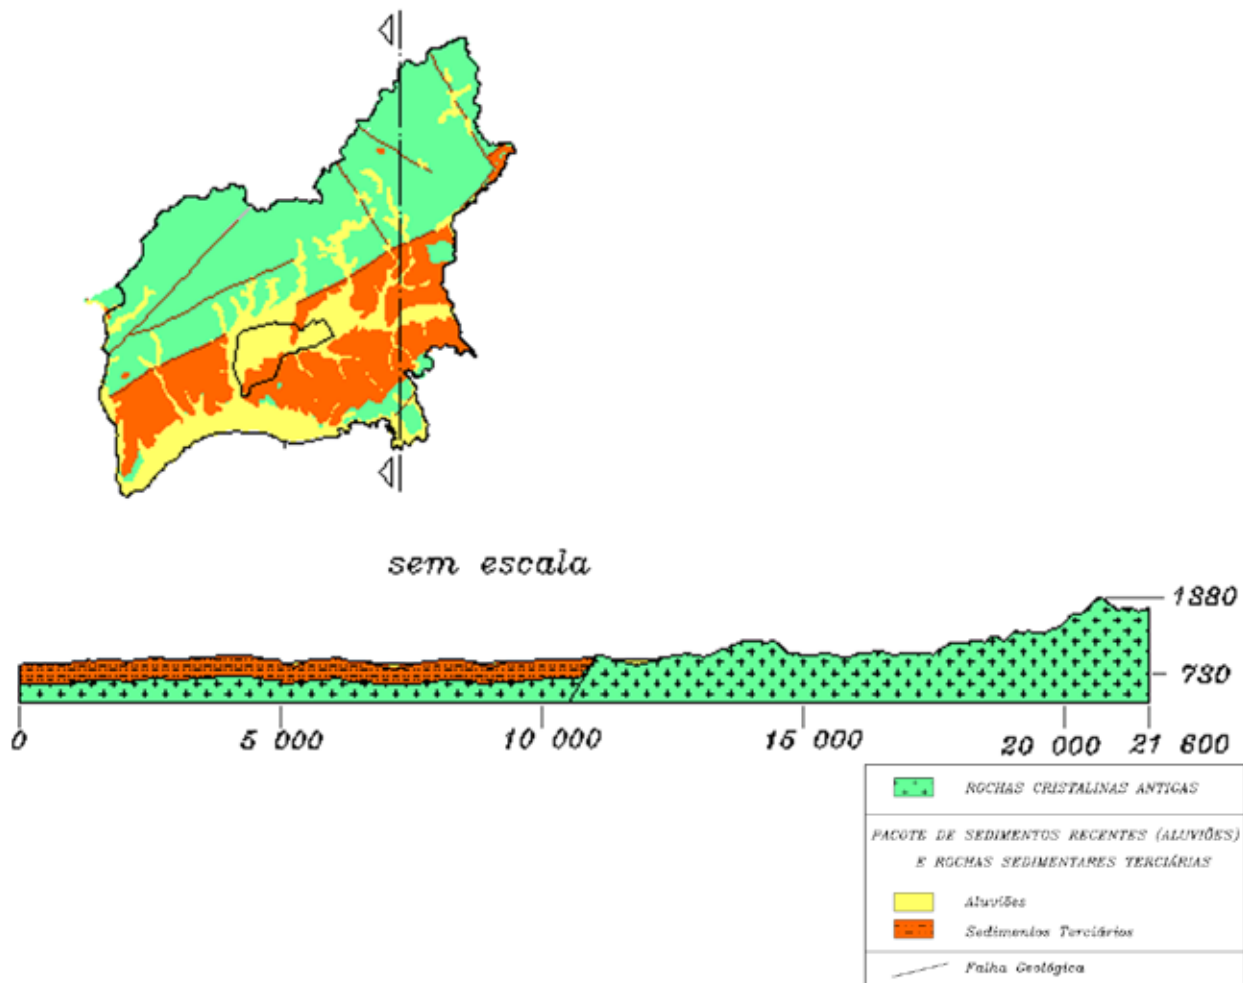 sem escala
1380
730
0
5 000
10 000
15 000
20 000
21 600
ROCHAS CRISTALINAS ANTIGAS
PACOTE DE SEDIMENTOS RECENTES (ALUVIÕES)
E ROCHAS SEDIMENTARES TERCIÁRIAS
Aluviões
Sedimentos Terciários
Falha Geológica